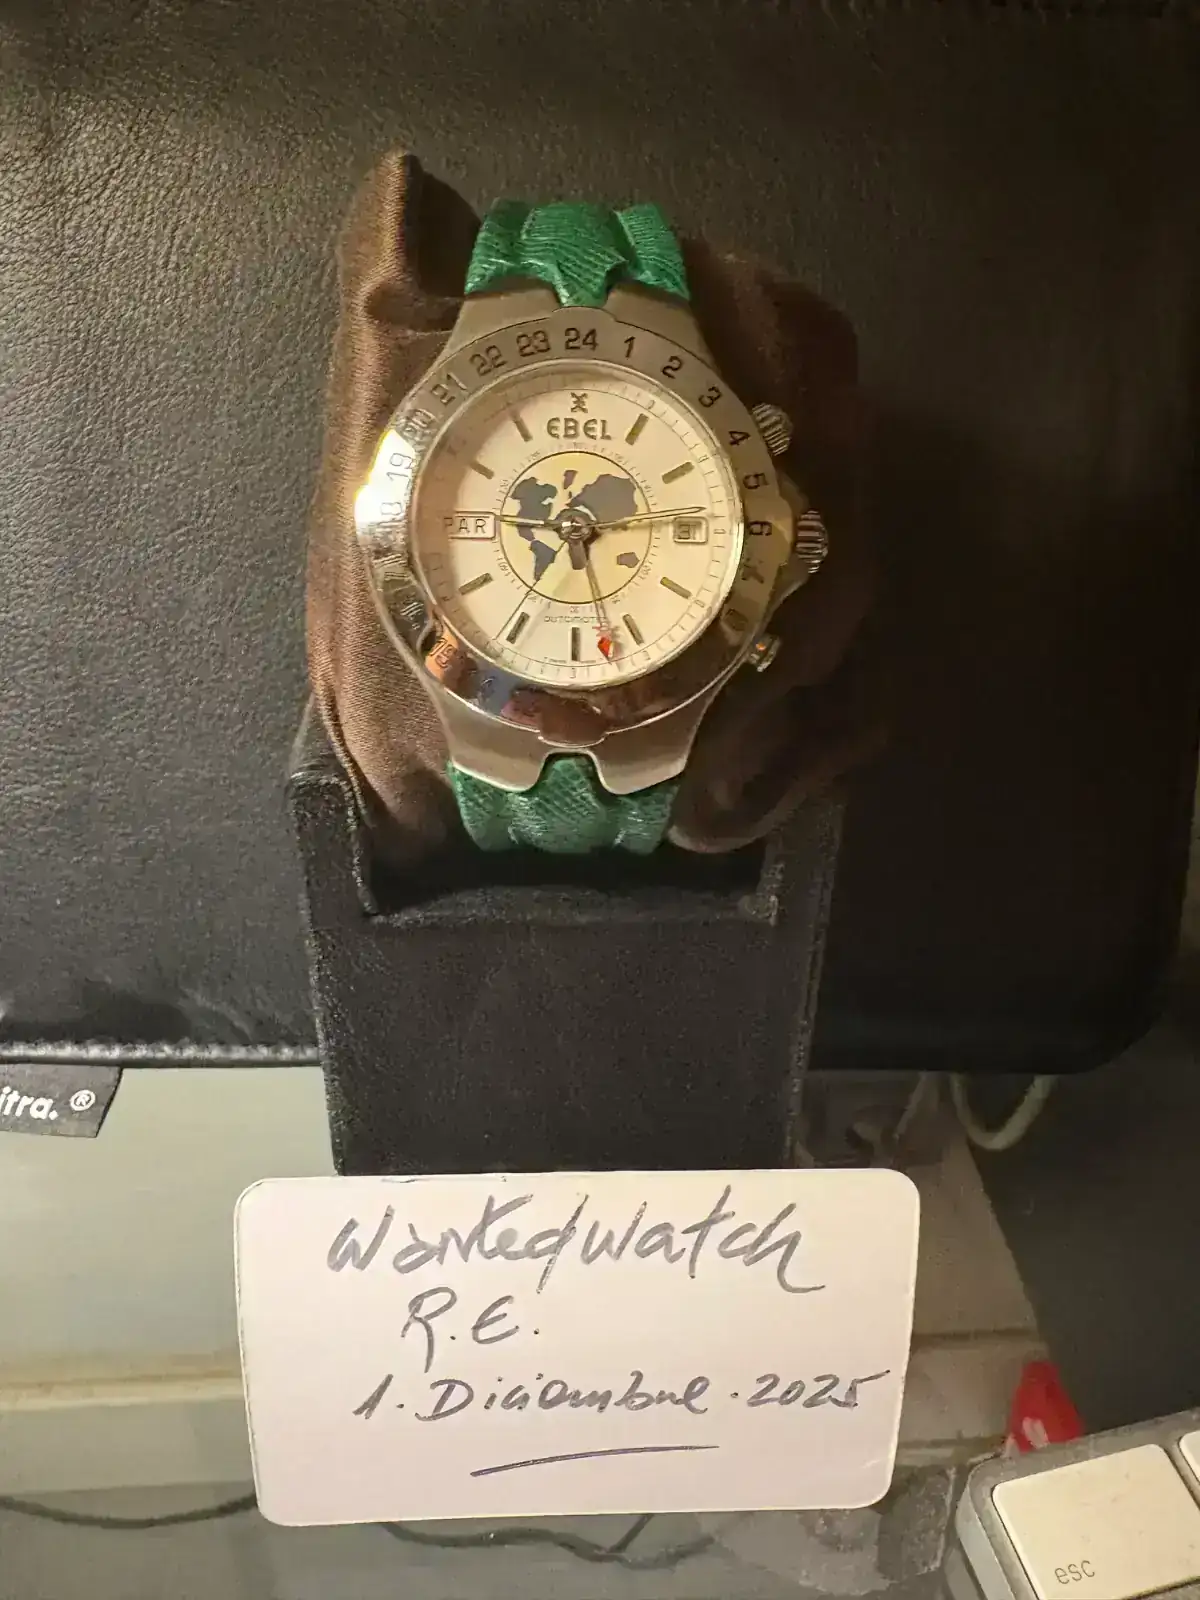 24
23
22
21
20
19
1
2
3
4
5
6
EBEL
PAR
AUTOMATIC
itra.®
Wantedwatch
R.E.
1. Diciembre. 2025
esc